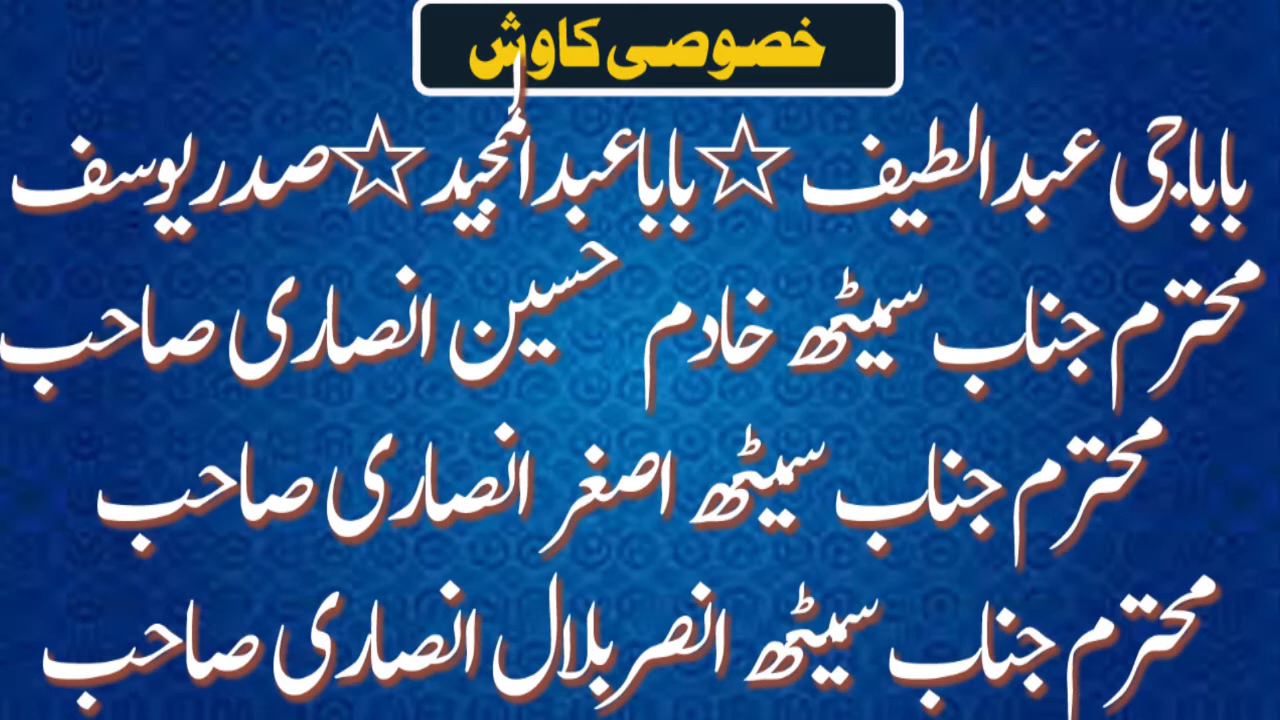 خصوصی کاوش
باباجی عبدالطیف ☆ بابا عبدالمجید ☆ صدر یوسف
محترم جناب سیٹھ خادم حسین انصاری صاحب
محترم جناب سیٹھ اصغر انصاری صاحب
محترم جناب سیٹھ انصر بلال انصاری صاحب